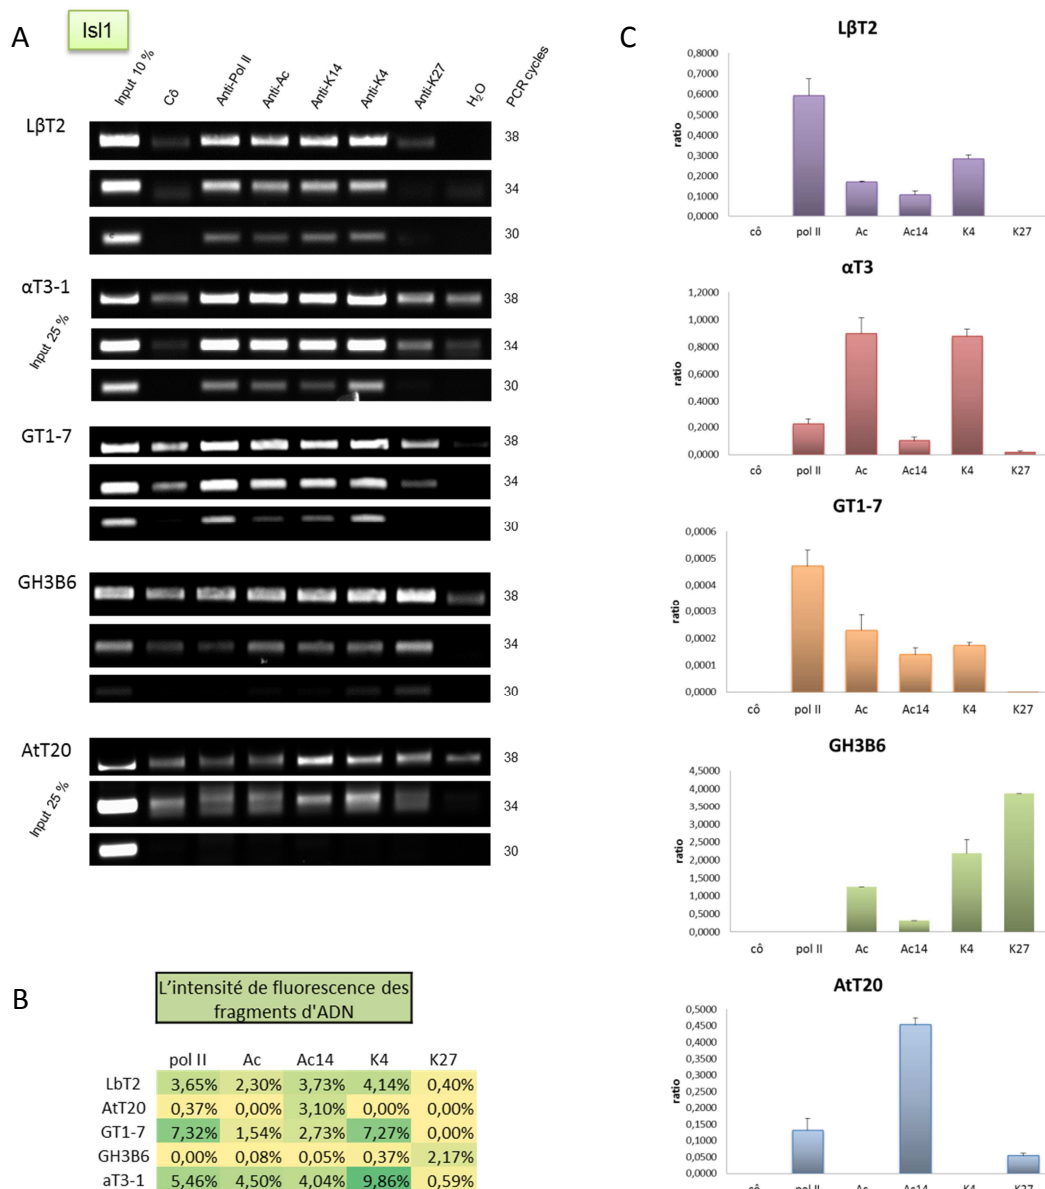 A
Isl1
Input 10 %
Cô
Anti-Pol II
Anti-Ac
Anti-K14
Anti-K4
Anti-K27
H₂O
PCR cycles
LβT2
38
34
30
αT3-1
Input 25 %
38
34
30
GT1-7
38
34
30
GH3B6
38
34
30
AtT20
Input 25 %
38
34
30
B
L'intensité de fluorescence des
fragments d'ADN
pol II Ac Ac14 K4 K27
LbT2 3,65% 2,30% 3,73% 4,14% 0,40%
AtT20 0,37% 0,00% 3,10% 0,00% 0,00%
GT1-7 7,32% 1,54% 2,73% 7,27% 0,00%
GH3B6 0,00% 0,08% 0,05% 0,37% 2,17%
aT3-1 5,46% 4,50% 4,04% 9,86% 0,59%
C
LβT2
ratio
0,8000
0,7000
0,6000
0,5000
0,4000
0,3000
0,2000
0,1000
0,0000
cô pol II Ac Ac14 K4 K27
αT3
ratio
1,2000
1,0000
0,8000
0,6000
0,4000
0,2000
0,0000
cô pol II Ac Ac14 K4 K27
GT1-7
ratio
0,0006
0,0005
0,0004
0,0003
0,0002
0,0001
0,0000
cô pol II Ac Ac14 K4 K27
GH3B6
ratio
4,5000
4,0000
3,5000
3,0000
2,5000
2,0000
1,5000
1,0000
0,5000
0,0000
cô pol II Ac Ac14 K4 K27
AtT20
ratio
0,5000
0,4500
0,4000
0,3500
0,3000
0,2500
0,2000
0,1500
0,1000
0,0500
0,0000
cô pol II Ac Ac14 K4 K27